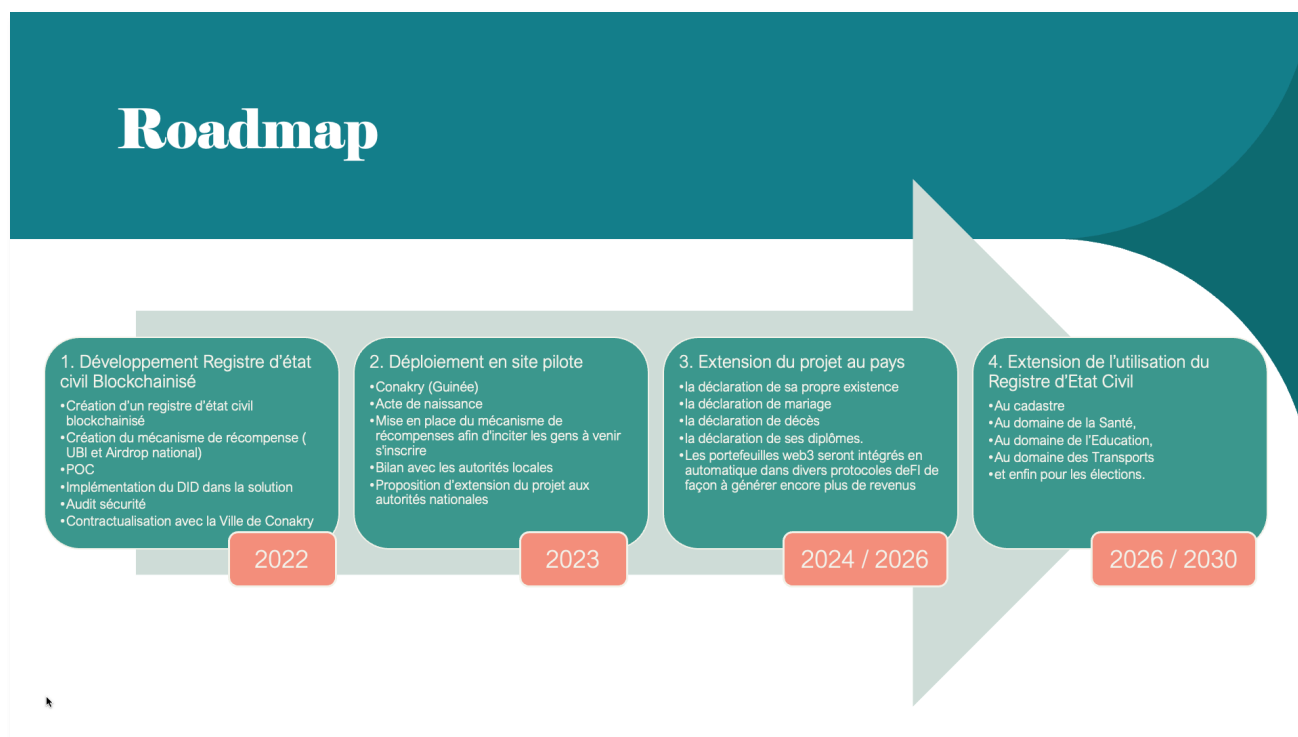 Roadmap
1. Développement Registre d'état
civil Blockchainisé
•Création d'un registre d'état civil
blockchainisé
•Création du mécanisme de récompense (
UBI et Airdrop national)
•POC
•Implémentation du DID dans la solution
•Audit sécurité
•Contractualisation avec la Ville de Conakry
2022
2. Déploiement en site pilote
•Conakry (Guinée)
•Acte de naissance
•Mise en place du mécanisme de
récompenses afin d'inciter les gens à venir
s'inscrire
•Bilan avec les autorités locales
•Proposition d'extension du projet aux
autorités nationales
2023
3. Extension du projet au pays
•la déclaration de sa propre existence
•la déclaration de mariage
•la déclaration de décès
•la déclaration de ses diplômes.
•Les portefeuilles web3 seront intégrés en
automatique dans divers protocoles deFI de
façon à générer encore plus de revenus
2024 / 2026
4. Extension de l'utilisation du
Registre d'Etat Civil
•Au cadastre
•Au domaine de la Santé,
•Au domaine de l'Education,
•Au domaine des Transports
•et enfin pour les élections.
2026 / 2030